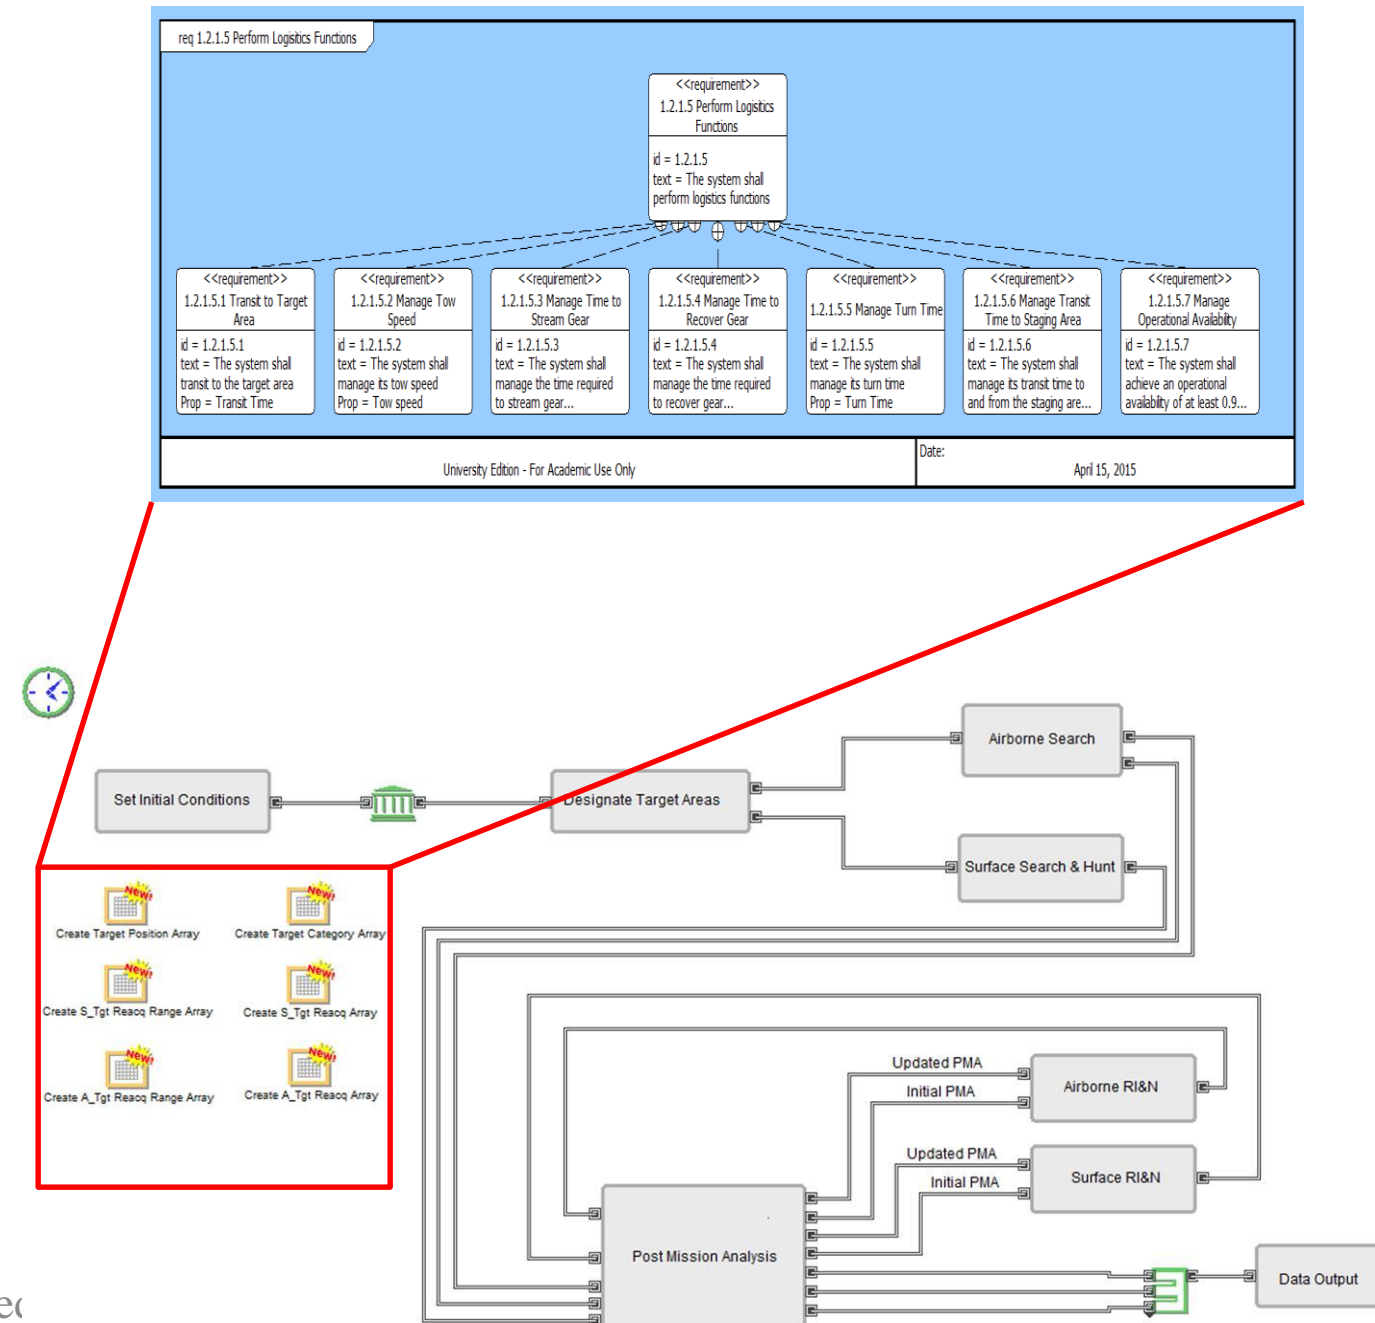 req 1.2.1.5 Perform Logisitics Functions
<<requirement>>
1.2.1.5 Perform Logisitics
Functions
id = 1.2.1.5
text = The system shall
perform logistics functions
<<requirement>>
1.2.1.5.1 Transit to Target
Area
id = 1.2.1.5.1
text = The system shall
transit to the target area
Prop = Transit Time
<<requirement>>
1.2.1.5.2 Manage Tow
Speed
id = 1.2.1.5.2
text = The system shall
manage its tow speed
Prop = Tow speed
<<requirement>>
1.2.1.5.3 Manage Time to
Stream Gear
id = 1.2.1.5.3
text = The system shall
manage the time required
to stream gear...
<<requirement>>
1.2.1.5.4 Manage Time to
Recover Gear
id = 1.2.1.5.4
text = The system shall
manage the time required
to recover gear...
<<requirement>>
1.2.1.5.5 Manage Turn Time
id = 1.2.1.5.5
text = The system shall
manage its turn time
Prop = Turn Time
<<requirement>>
1.2.1.5.6 Manage Transit
Time to Staging Area
id = 1.2.1.5.6
text = The system shall
manage its transit time to
and from the staging are...
<<requirement>>
1.2.1.5.7 Manage
Operational Availability
id = 1.2.1.5.7
text = The system shall
achieve an operational
availability of at least 0.9...
University Edition - For Academic Use Only
Date:
April 15, 2015
Set Initial Conditions
Designate Target Areas
Airborne Search
Surface Search & Hunt
New!
Create Target Position Array
New!
Create Target Category Array
New!
Create S_Tgt Reacq Range Array
New!
Create S_Tgt Reacq Array
New!
Create A_Tgt Reacq Range Array
New!
Create A_Tgt Reacq Array
Updated PMA
Initial PMA
Airborne RI&N
Updated PMA
Initial PMA
Surface RI&N
Post Mission Analysis
Data Output